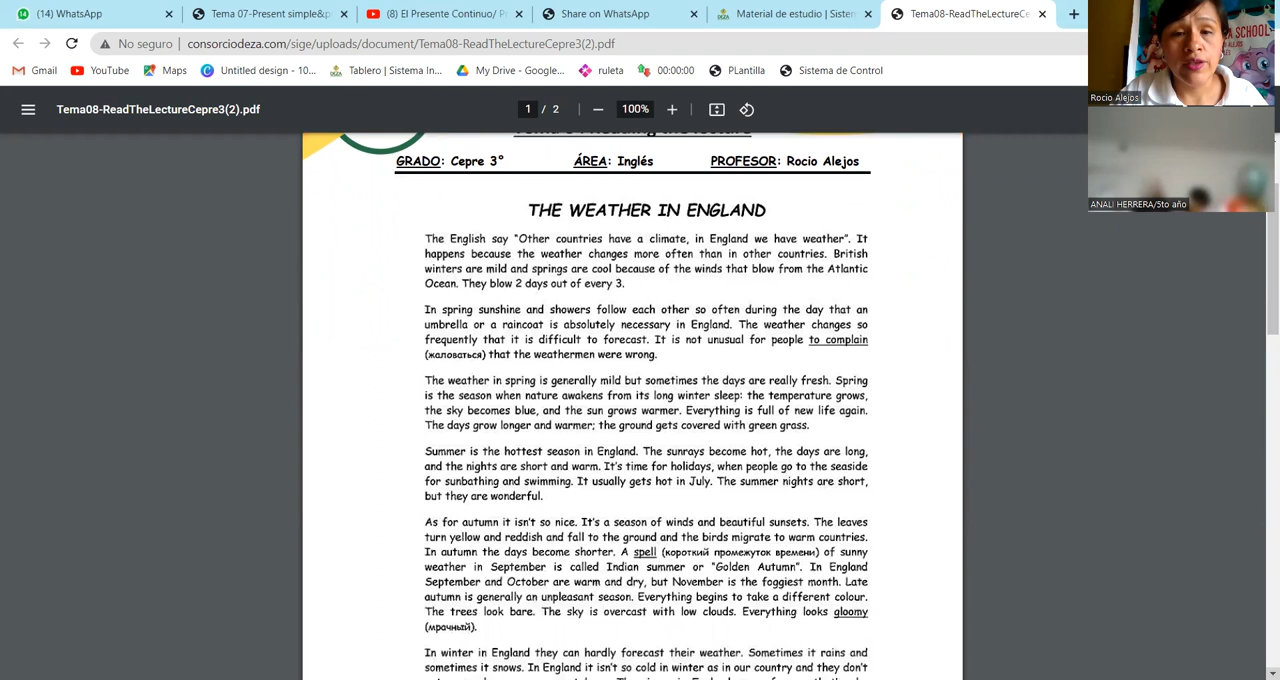 (14) WhatsApp
Tema 07-Present simple&p
(8) El Presente Continuo/ P
Share on WhatsApp
Material de estudio | Sistem
Tema08-ReadTheLectureCe
No seguro
consorciodeza.com/sige/uploads/document/Tema08-ReadTheLectureCepre3(2).pdf
Gmail
YouTube
Maps
Untitled design - 10...
Tablero | Sistema In...
My Drive - Google...
ruleta
00:00:00
PLantilla
Sistema de Control
Rocio Alejos
Tema08-ReadTheLectureCepre3(2).pdf
1 / 2
100%
GRADO: Cepre 3°
ÁREA: Inglés
PROFESOR: Rocio Alejos
ANALI HERRERA/5to año
THE WEATHER IN ENGLAND
The English say “Other countries have a climate, in England we have weather”. It
happens because the weather changes more often than in other countries. British
winters are mild and springs are cool because of the winds that blow from the Atlantic
Ocean. They blow 2 days out of every 3.
In spring sunshine and showers follow each other so often during the day that an
umbrella or a raincoat is absolutely necessary in England. The weather changes so
frequently that it is difficult to forecast. It is not unusual for people to complain
(жаловаться) that the weathermen were wrong.
The weather in spring is generally mild but sometimes the days are really fresh. Spring
is the season when nature awakens from its long winter sleep: the temperature grows,
the sky becomes blue, and the sun grows warmer. Everything is full of new life again.
The days grow longer and warmer; the ground gets covered with green grass.
Summer is the hottest season in England. The sunrays become hot, the days are long,
and the nights are short and warm. It’s time for holidays, when people go to the seaside
for sunbathing and swimming. It usually gets hot in July. The summer nights are short,
but they are wonderful.
As for autumn it isn’t so nice. It’s a season of winds and beautiful sunsets. The leaves
turn yellow and reddish and fall to the ground and the birds migrate to warm countries.
In autumn the days become shorter. A spell (короткий промежуток времени) of sunny
weather in September is called Indian summer or “Golden Autumn”. In England
September and October are warm and dry, but November is the foggiest month. Late
autumn is generally an unpleasant season. Everything begins to take a different colour.
The trees look bare. The sky is overcast with low clouds. Everything looks gloomy
(мрачный).
In winter in England they can hardly forecast their weather. Sometimes it rains and
sometimes it snows. In England it isn’t so cold in winter as in our country and they don’t